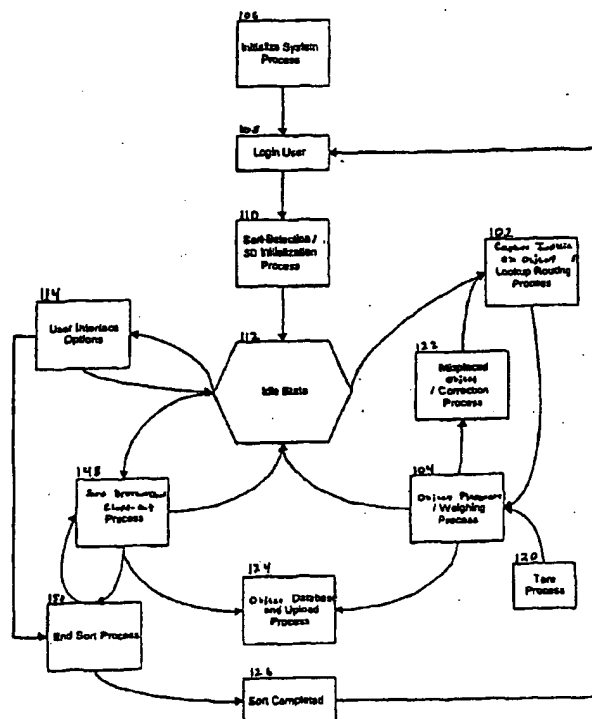 106
Initialize System
Process
108
Login User
110
Sort Selection /
SD Initialization
Process
102
Capture Indicia
on Object /
Lookup Routing
Process
114
User Interface
Options
112
Idle State
122
Misplaced
Object
/ Correction
Process
148
Close-out
Process
104
Object Placement
/ Weighing
Process
124
Object Database
and Upload
Process
120
Tare
Process
150
End Sort Process
126
Sort Completed